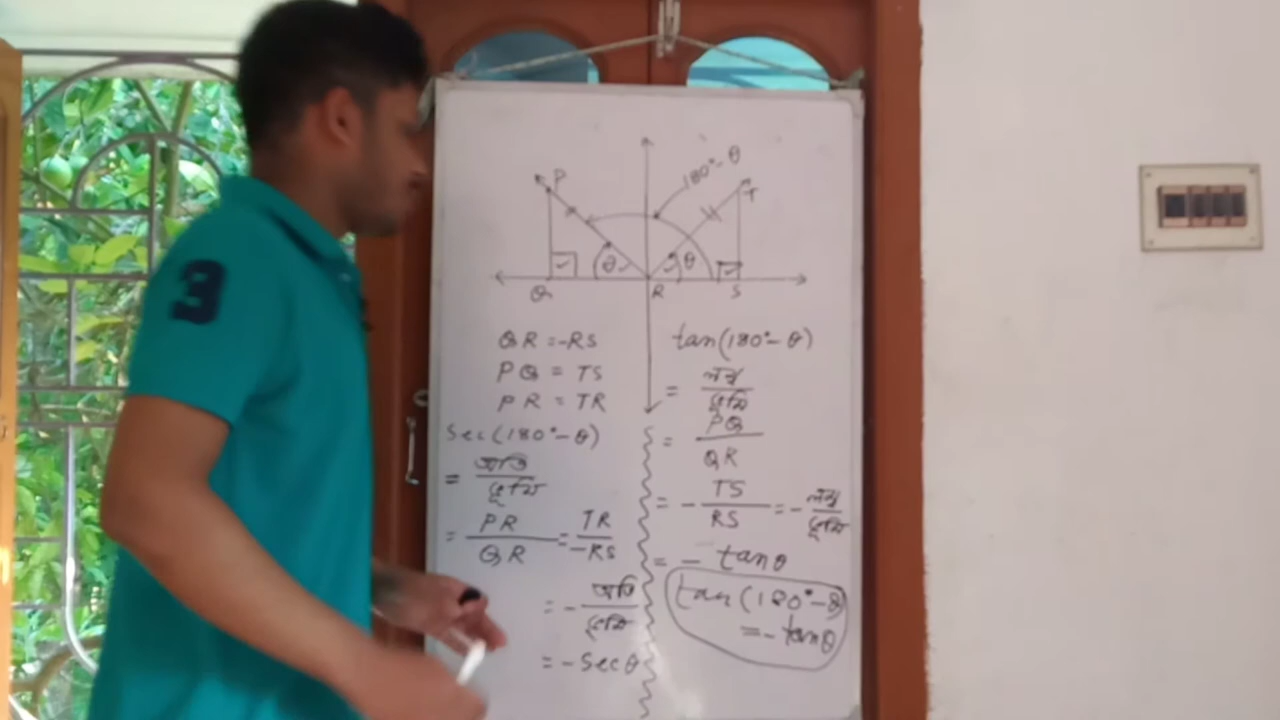 3
180°-θ
P
T
θ
θ
Q
R
S
QR = -RS
PQ = TS
PR = TR
sec(180°-θ)
= অতি/ভূমি
= PR/QR = TR/-RS
= - অতি/ভূমি
= - secθ
tan(180°-θ)
= লম্ব/ভূমি
= PQ/QR
= - TS/RS = - লম্ব/ভূমি
= - tanθ
tan(180°-θ)
= - tanθ